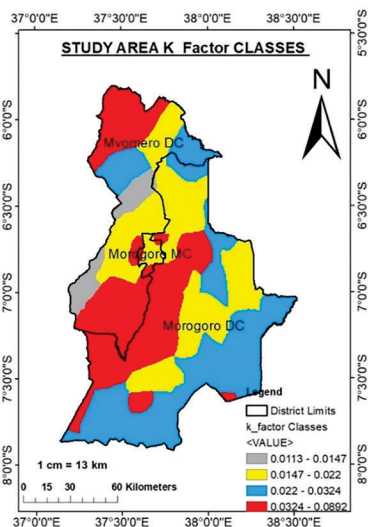 37°0'0"E 37°30'0"E 38°0'0"E 38°30'0"E
STUDY AREA K Factor CLASSES
N
5°30'0"S
6°0'0"S 6°0'0"S
Mvomero DC
6°30'0"S 6°30'0"S
Morogoro MC
7°0'0"S 7°0'0"S
Morogoro DC
7°30'0"S 7°30'0"S
8°0'0"S 8°0'0"S
Legend
District Limits
k_factor Classes
<VALUE>
0.0113 - 0.0147
0.0147 - 0.022
0.022 - 0.0324
0.0324 - 0.0892
1 cm = 13 km
0 15 30 60 Kilometers
37°0'0"E 37°30'0"E 38°0'0"E 38°30'0"E